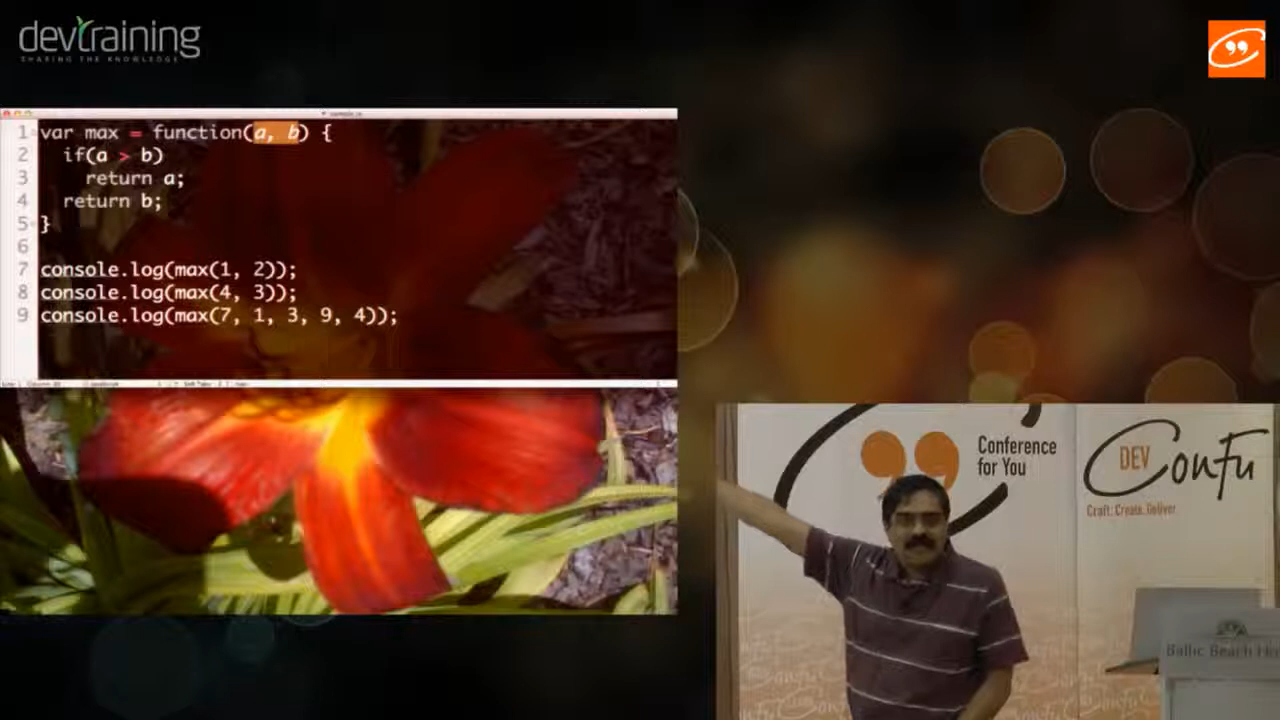 devtraining
SHARING THE KNOWLEDGE
1 var max = function(a, b) {
2 if(a > b)
3 return a;
4 return b;
5 }
6
7 console.log(max(1, 2));
8 console.log(max(4, 3));
9 console.log(max(7, 1, 3, 9, 4));
Conference
for You
DEV ConFu
Craft. Create. Deliver.
Baltic Beach